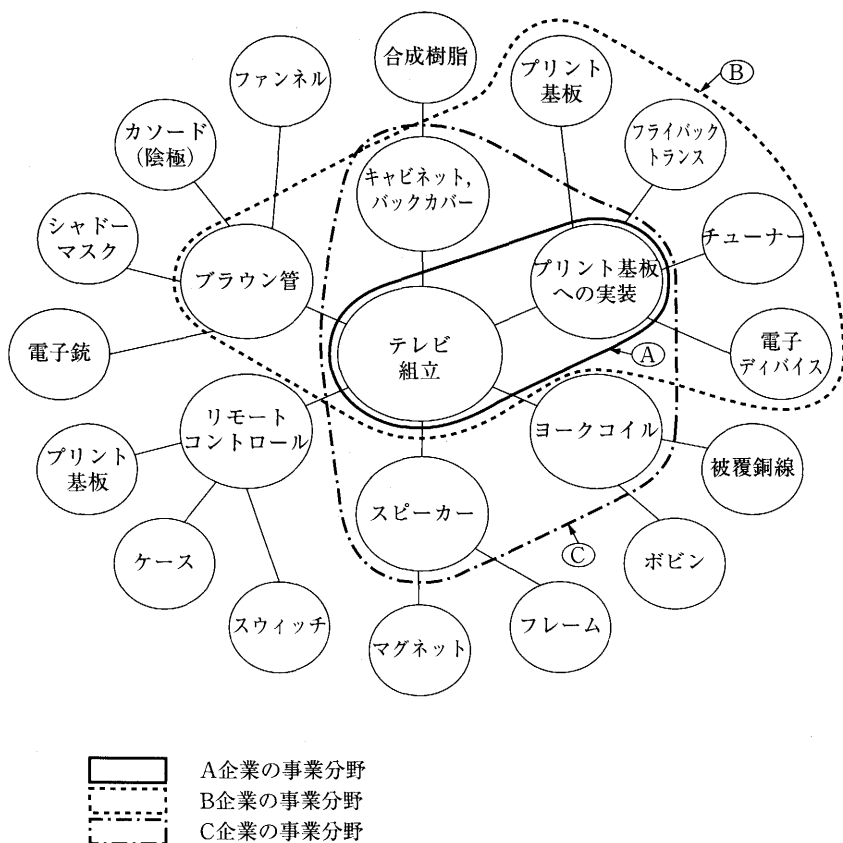 合成樹脂
ファンネル
プリント
基板
Ⓑ
カソード
(陰極)
フライバック
トランス
キャビネット,
バックカバー
シャドー
マスク
チューナー
ブラウン管
プリント基板
への実装
電子銃
テレビ
組立
Ⓐ
電子
ディバイス
リモート
コントロール
ヨークコイル
プリント
基板
被覆銅線
スピーカー
Ⓒ
ケース
ボビン
スウィッチ
マグネット
フレーム
A企業の事業分野
B企業の事業分野
C企業の事業分野